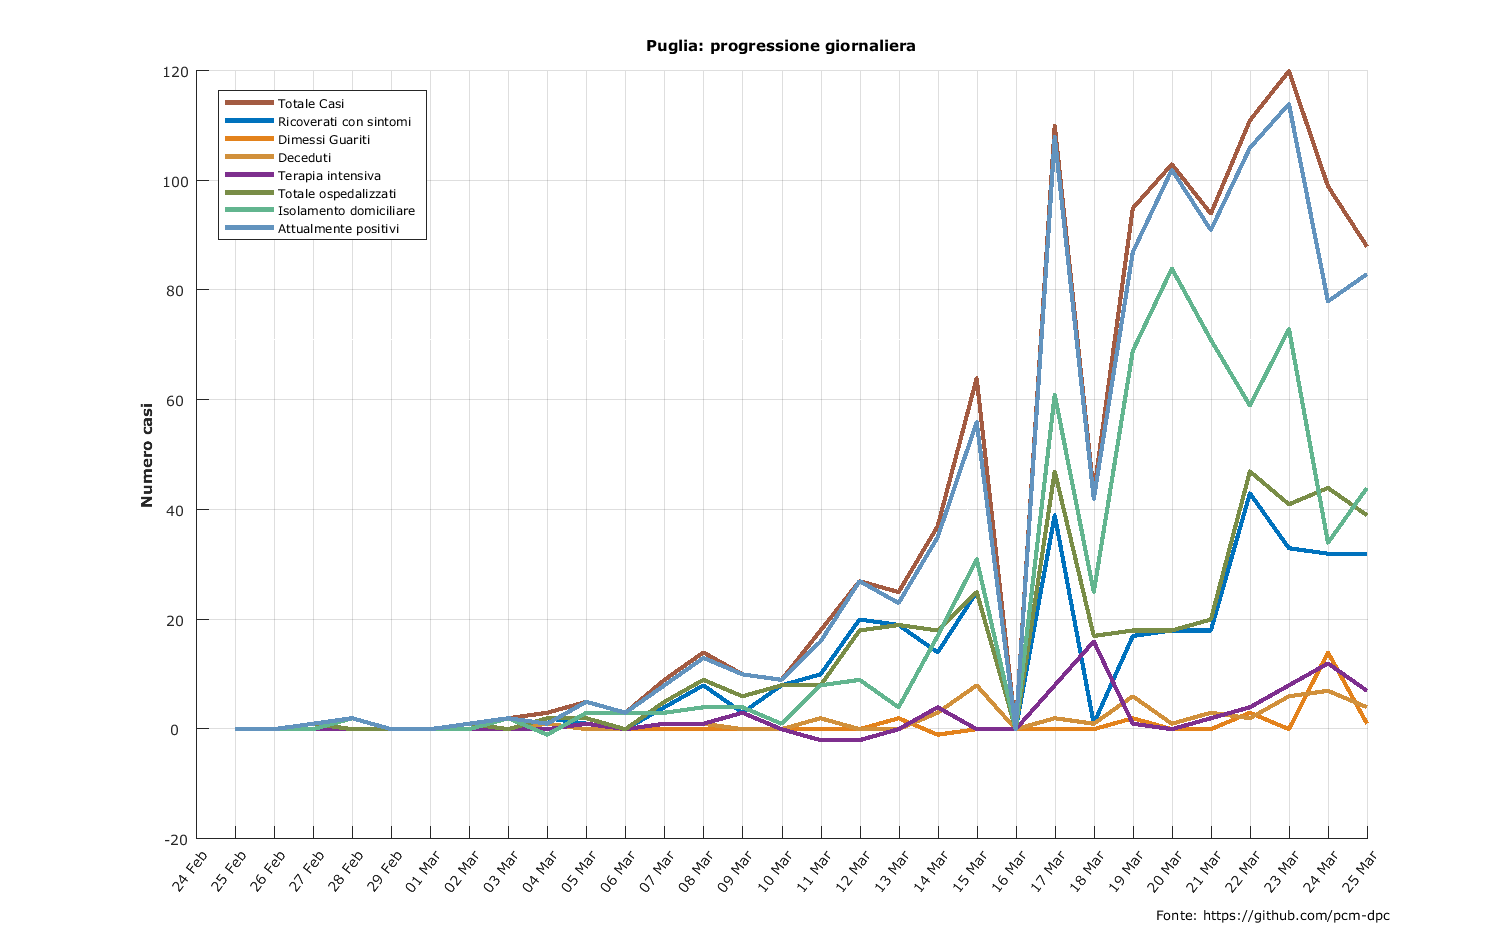 Puglia: progressione giornaliera
120
100
80
60
40
20
0
-20
Numero casi
Totale Casi
Ricoverati con sintomi
Dimessi Guariti
Deceduti
Terapia intensiva
Totale ospedalizzati
Isolamento domiciliare
Attualmente positivi
24 Feb
25 Feb
26 Feb
27 Feb
28 Feb
29 Feb
01 Mar
02 Mar
03 Mar
04 Mar
05 Mar
06 Mar
07 Mar
08 Mar
09 Mar
10 Mar
11 Mar
12 Mar
13 Mar
14 Mar
15 Mar
16 Mar
17 Mar
18 Mar
19 Mar
20 Mar
21 Mar
22 Mar
23 Mar
24 Mar
25 Mar
Fonte: https://github.com/pcm-dpc